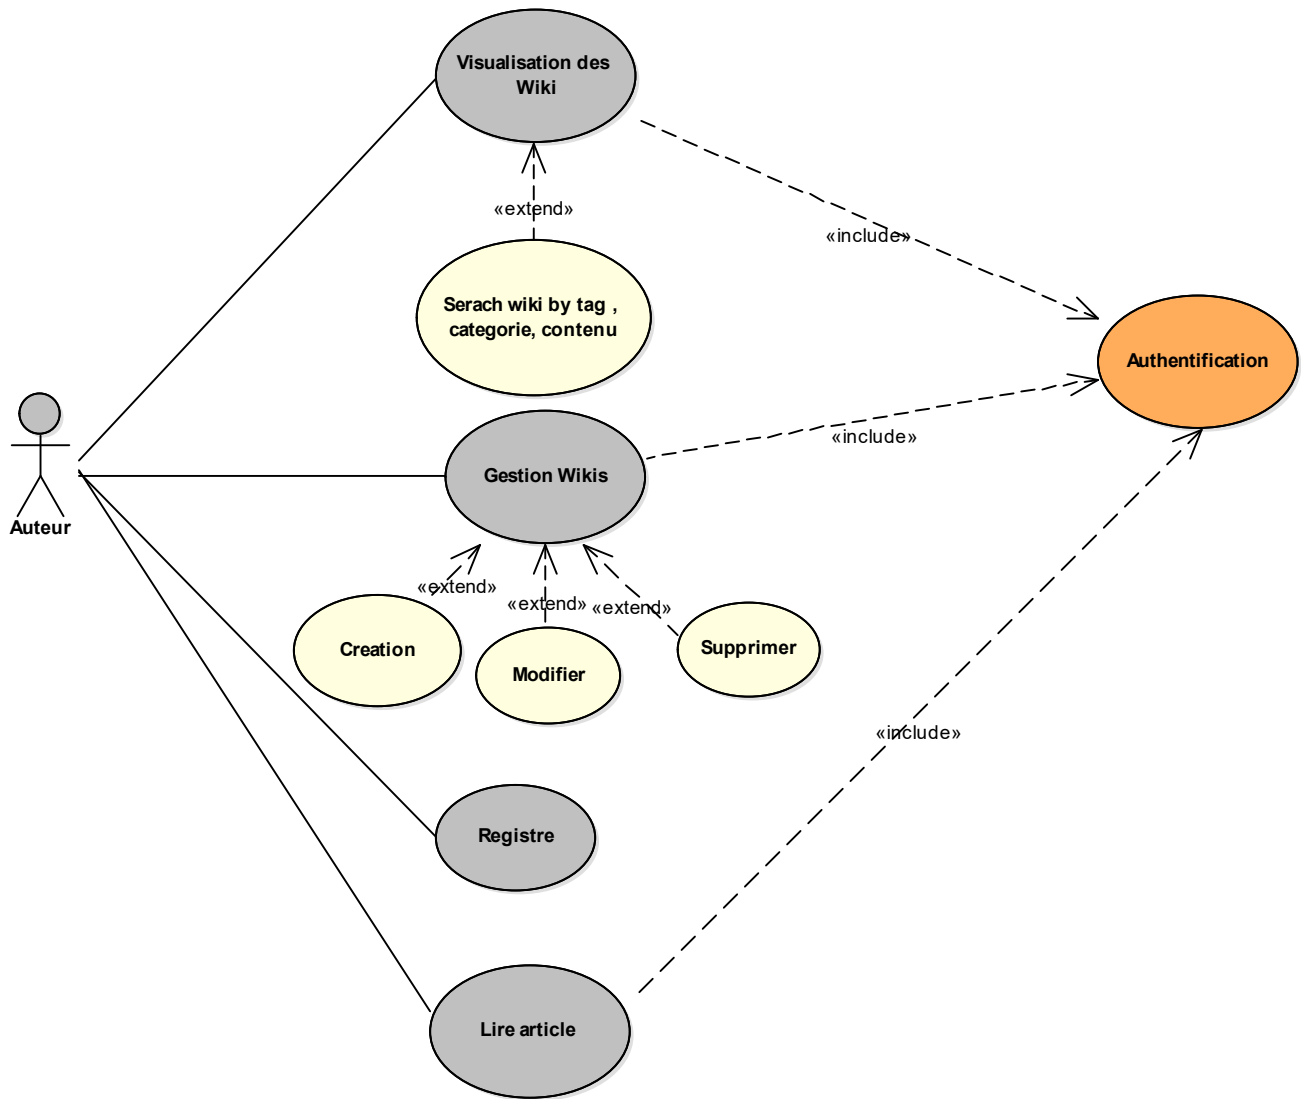 Visualisation des
Wiki
«extend»
«include»
Serach wiki by tag ,
categorie, contenu
Authentification
«include»
Gestion Wikis
Auteur
«extend»
«extend»
«extend»
Creation
Modifier
Supprimer
«include»
Registre
Lire article